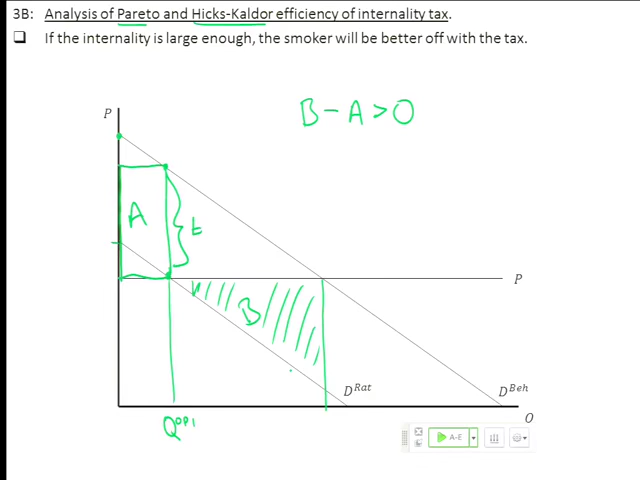 3B: Analysis of Pareto and Hicks-Kaldor efficiency of internality tax.
❑ If the internality is large enough, the smoker will be better off with the tax.
B - A > 0
P
A
t
P
B
D^Rat
D^Beh
Q
Q^OPT
A-E